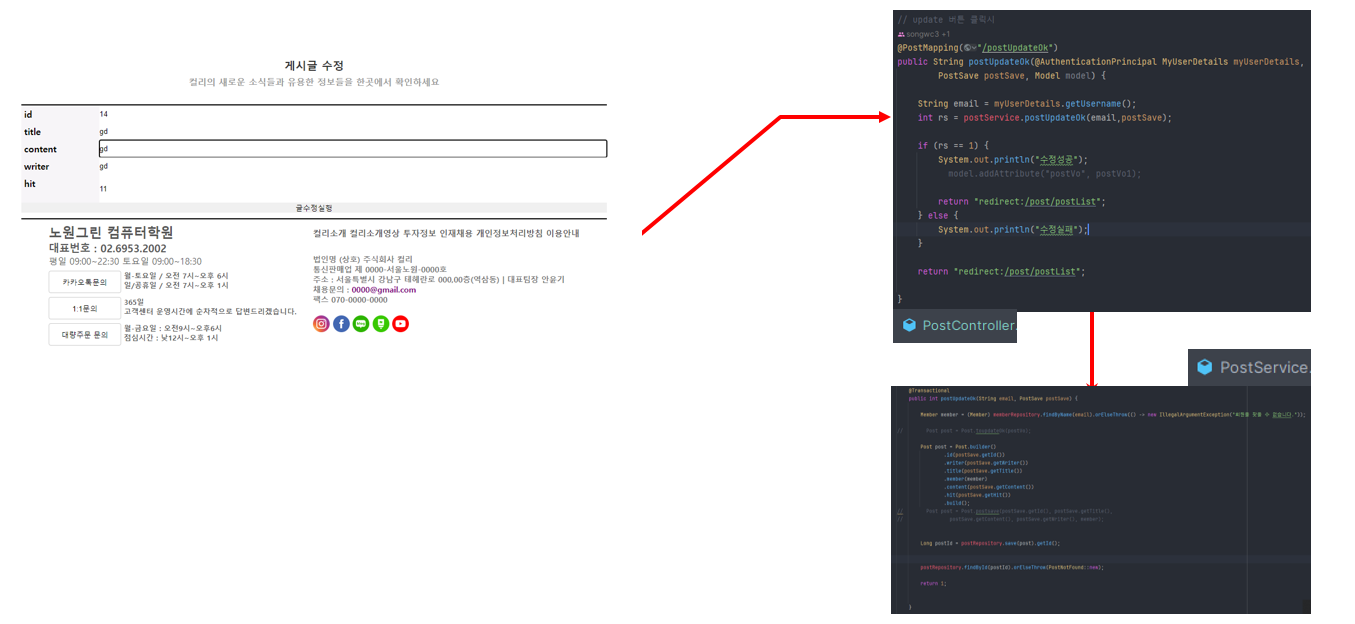 게시글 수정
컬리의 새로운 소식들과 유용한 정보들을 한곳에서 확인하세요
id 14
title gd
content gd
writer gd
hit 11
글수정실행
노원그린 컴퓨터학원
대표번호 : 02.6953.2002
평일 09:00~22:30 토요일 09:00~18:30
카카오톡문의
월-토요일 / 오전 7시~오후 6시
일/공휴일 / 오전 7시~오후 1시
1:1문의
365일
고객센터 운영시간에 순차적으로 답변드리겠습니다.
대량주문 문의
월-금요일 : 오전9시~오후6시
점심시간 : 낮12시~오후 1시
컬리소개 컬리소개영상 투자정보 인재채용 개인정보처리방침 이용안내
법인명 (상호) 주식회사 컬리
통신판매업 제 0000-서울노원-0000호
주소 : 서울특별시 강남구 테헤란로 000,00층(역삼동) | 대표팀장 안윤기
채용문의 : 0000@gmail.com
팩스 070-0000-0000
// update 버튼 클릭시
songwc3 +1
@PostMapping("/postUpdateOk")
public String postUpdateOk(@AuthenticationPrincipal MyUserDetails myUserDetails,
PostSave postSave, Model model) {
String email = myUserDetails.getUsername();
int rs = postService.postUpdateOk(email,postSave);
if (rs == 1) {
System.out.println("수정성공");
model.addAttribute("postVo", postVo1);
return "redirect:/post/postList";
} else {
System.out.println("수정실패");
}
return "redirect:/post/postList";
}
PostController.
PostService.
@Transactional
public int postUpdateOk(String email, PostSave postSave) {
Member member = (Member) memberRepository.findByName(email).orElseThrow(() -> new IllegalArgumentException("회원을 찾을 수 없습니다."));
Post post = Post.builder()
.id(postSave.getId())
.writer(postSave.getWriter())
.title(postSave.getTitle())
.member(member)
.content(postSave.getContent())
.hit(postSave.getHit())
.build();
// Post post = Post.postSave(postSave.getId(), postSave.getTitle(),
// postSave.getContent(), postSave.getWriter(), member);
Long postId = postRepository.save(post).getId();
postRepository.findById(postId).orElseThrow(PostNotFound::new);
return 1;
}